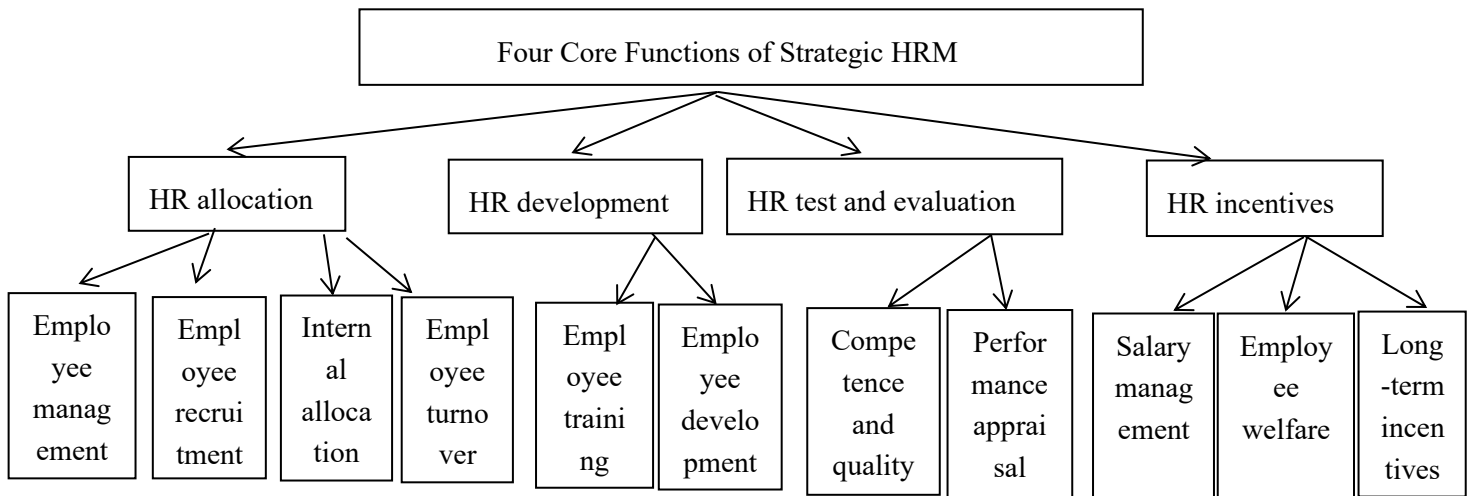 Four Core Functions of Strategic HRM
HR allocation
HR development
HR test and evaluation
HR incentives
Emplo
yee
manag
ement
Empl
oyee
recrui
tment
Intern
al
alloca
tion
Empl
oyee
turno
ver
Empl
oyee
traini
ng
Emplo
yee
develo
pment
Compe
tence
and
quality
Perfor
mance
apprai
sal
Salary
manag
ement
Employ
ee
welfare
Long
-term
incen
tives